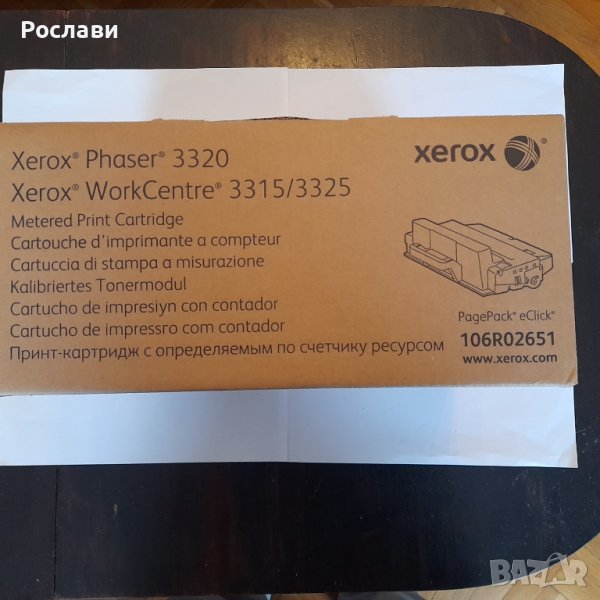 Рослави
Xerox® Phaser® 3320
Xerox® WorkCentre® 3315/3325
Metered Print Cartridge
Cartouche d'imprimante a compteur
Cartuccia di stampa a misurazione
Kalibriertes Tonermodul
Cartucho de impresiyn con contador
Cartucho de impressro com contador
Принт-картридж с определяемым по счетчику ресурсом
xerox
PagePack® eClick®
106R02651
www.xerox.com
BAZAR